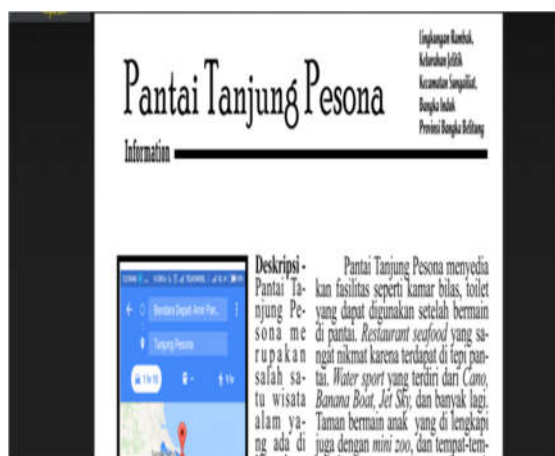 Pantai Tanjung Pesona
Lingkungan Rambak,
Kelurahan Jelitik
Kecamatan Sungailiat,
Bangka Induk
Provinsi Bangka Belitung
Information
Bandara Depati Amir Pan...
Tanjung Pesona
Deskripsi -
Pantai Ta-
njung Pe-
sona me
rupakan
salah sa-
tu wisata
alam ya-
ng ada di
Pantai Tanjung Pesona menyedia
kan fasilitas seperti kamar bilas, toilet
yang dapat digunakan setelah bermain
di pantai. Restaurant seafood yang sa-
ngat nikmat karena terdapat di tepi pan-
tai. Water sport yang terdiri dari Cano,
Banana Boat, Jet Sky, dan banyak lagi.
Taman bermain anak yang di lengkapi
juga dengan mini zoo, dan tempat-tem-